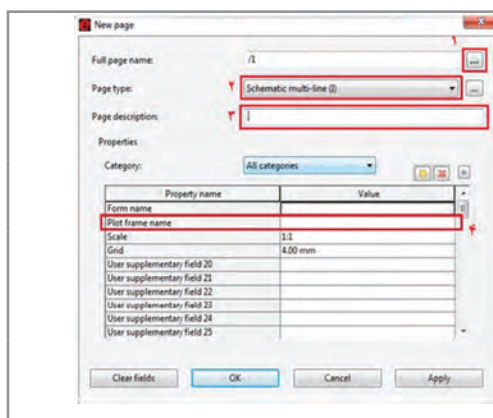 New page
۱
Full page name: /1 ...
Page type: ۲ Schematic multi-line (I) ...
Page description: ۳
Properties
Category: All categories
Property name Value
Form name
Plot frame name
۴
Scale 1:1
Grid 4.00 mm
User supplementary field 20
User supplementary field 21
User supplementary field 22
User supplementary field 23
User supplementary field 24
User supplementary field 25
Clear fields OK Cancel Apply